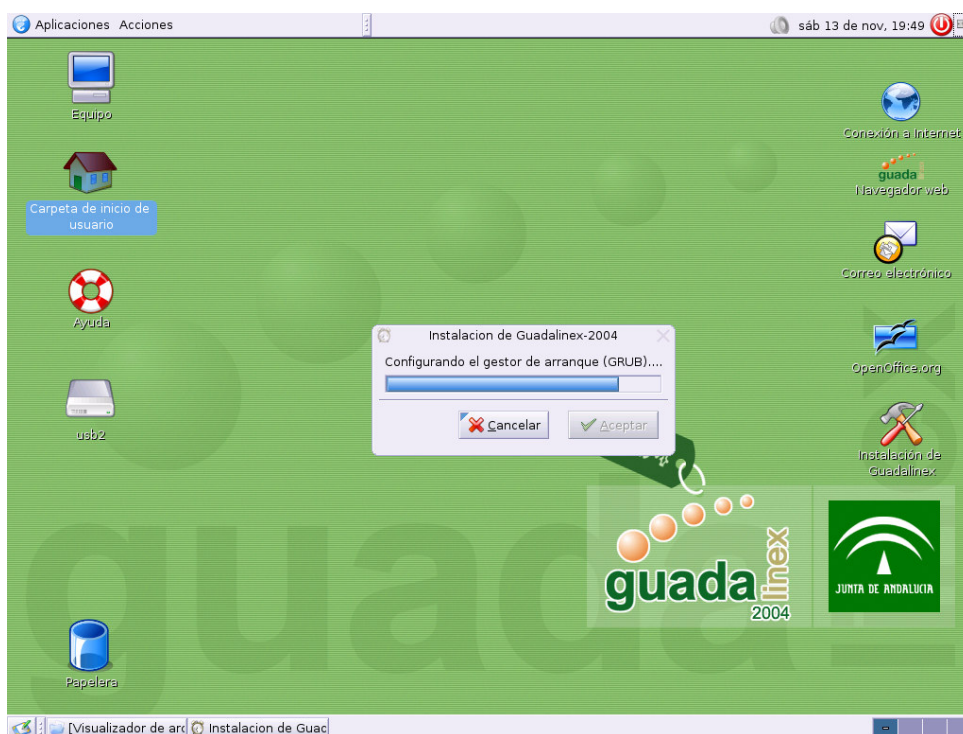 Aplicaciones Acciones
sáb 13 de nov, 19:49
Equipo
Conexión a Internet
guada
Navegador web
Carpeta de inicio de
usuario
Correo electrónico
Ayuda
Instalacion de Guadalinex-2004
Configurando el gestor de arranque (GRUB)....
Cancelar
Aceptar
OpenOffice.org
usb2
Instalación de
Guadalinex
guadalinex
2004
JUNTA DE ANDALUCIA
guada
Papelera
[Visualizador de arc
Instalacion de Guac